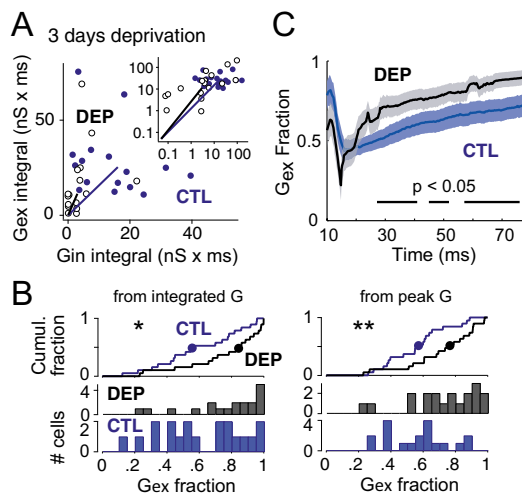 A
3 days deprivation
Gex integral (nS x ms)
50
0
0 20 40
Gin integral (nS x ms)
DEP
CTL
100
10
1
0.1
0.1 1 10 100
C
Gex Fraction
1
0.5
0
DEP
CTL
p < 0.05
10 30 50 70
Time (ms)
B
from integrated G
from peak G
Cumul. fraction
1
0
*
CTL
DEP
**
# cells
4
0
DEP
2
0
CTL
4
0
4
0
0 .2 .4 .6 .8 1
0 .2 .4 .6 .8 1
Gex fraction
Gex fraction